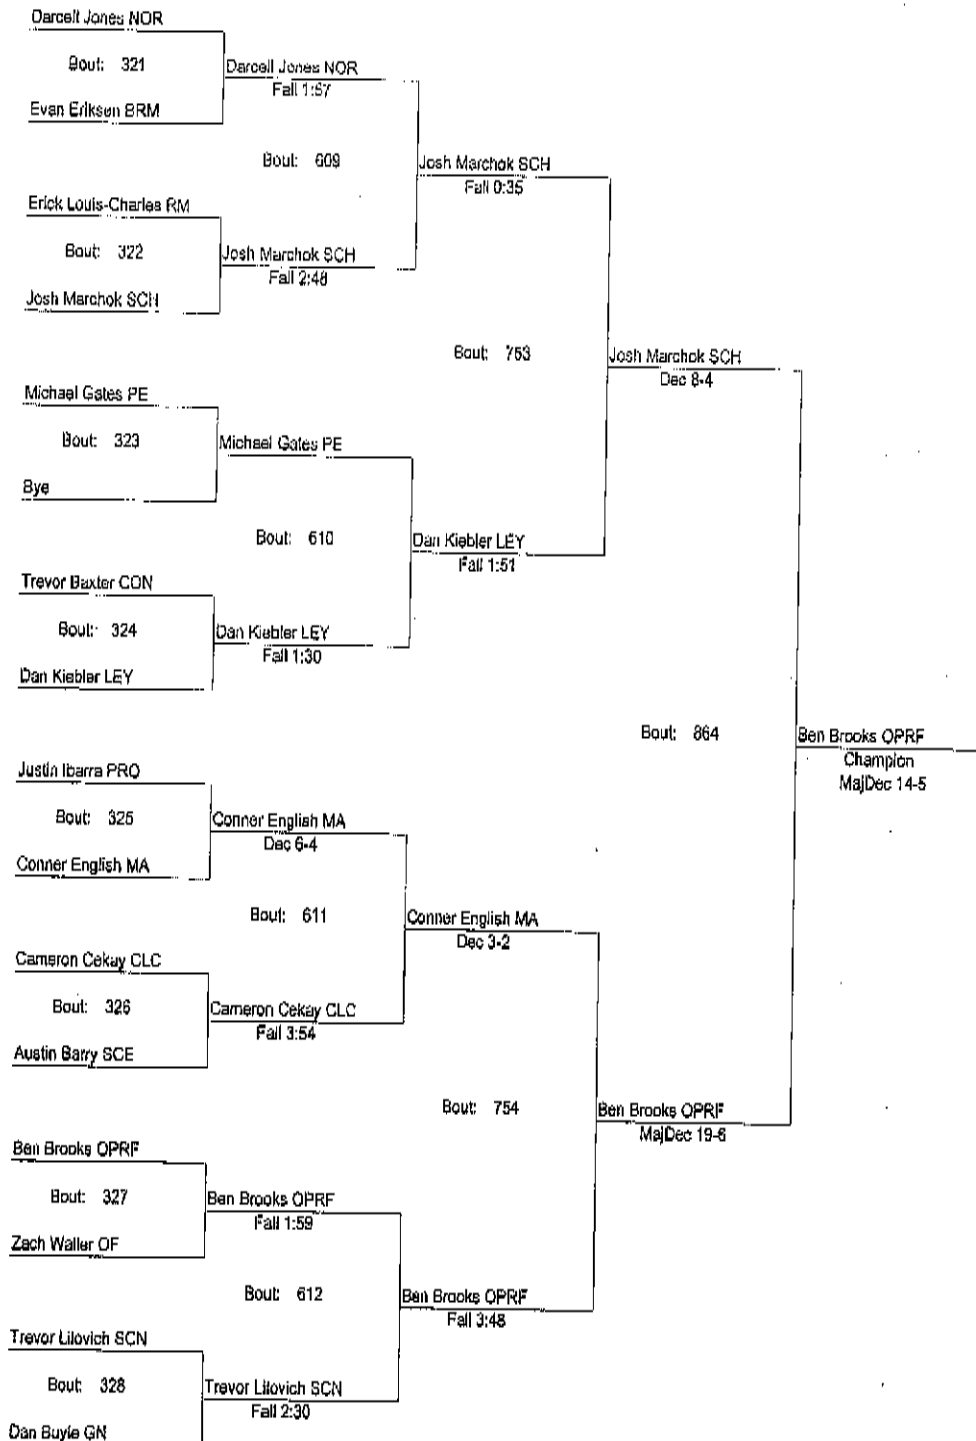 Darcell Jones NOR
Bout: 321
Darcell Jones NOR
Fall 1:57
Evan Eriksen BRM
Bout: 609
Josh Marchok SCH
Fall 0:35
Erick Louis-Charles RM
Bout: 322
Josh Marchok SCH
Fall 2:48
Josh Marchok SCH
Bout: 753
Josh Marchok SCH
Dec 8-4
Michael Gates PE
Bout: 323
Michael Gates PE
Bye
Bout: 610
Dan Kiebler LEY
Fall 1:51
Trevor Baxter CON
Bout: 324
Dan Kiebler LEY
Fall 1:30
Dan Kiebler LEY
Bout: 864
Ben Brooks OPRF
Champion
MajDec 14-5
Justin Ibarra PRO
Bout: 325
Conner English MA
Dec 6-4
Conner English MA
Bout: 611
Conner English MA
Dec 3-2
Cameron Cekay CLC
Bout: 326
Cameron Cekay CLC
Fall 3:54
Austin Barry SCE
Bout: 754
Ben Brooks OPRF
MajDec 19-6
Ben Brooks OPRF
Bout: 327
Ben Brooks OPRF
Fall 1:59
Zach Waller OF
Bout: 612
Ben Brooks OPRF
Fall 3:48
Trevor Lilovich SCN
Bout: 328
Trevor Lilovich SCN
Fall 2:30
Dan Buyle GN